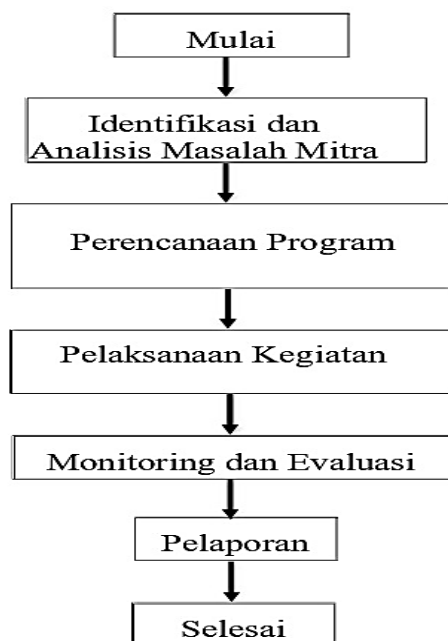 Mulai
Identifikasi dan
Analisis Masalah Mitra
Perencanaan Program
Pelaksanaan Kegiatan
Monitoring dan Evaluasi
Pelaporan
Selesai